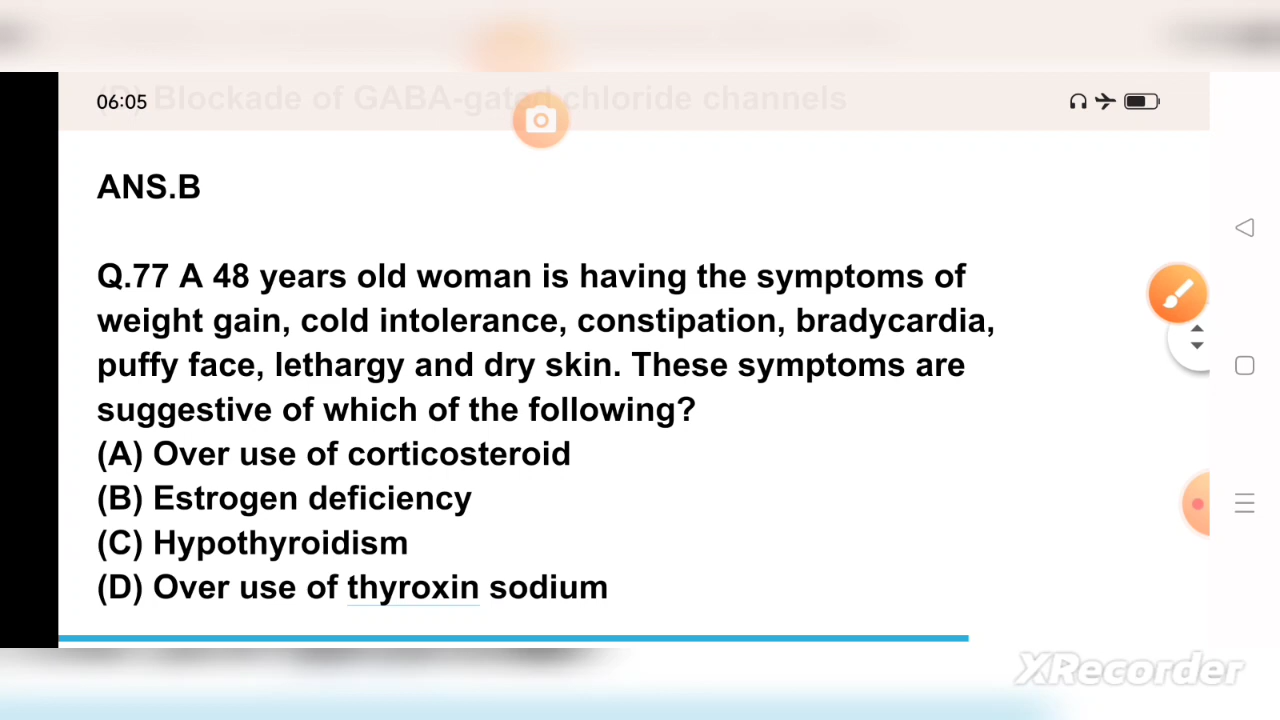 (D) Blockade of GABA-gated chloride channels
06:05
ANS.B
Q.77 A 48 years old woman is having the symptoms of
weight gain, cold intolerance, constipation, bradycardia,
puffy face, lethargy and dry skin. These symptoms are
suggestive of which of the following?
(A) Over use of corticosteroid
(B) Estrogen deficiency
(C) Hypothyroidism
(D) Over use of thyroxin sodium
XRecorder